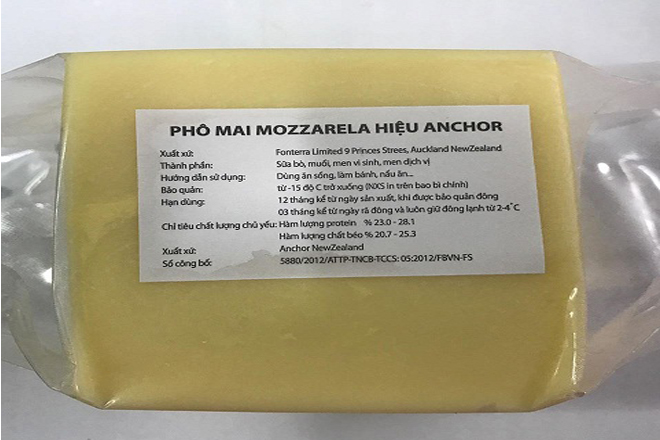 PHÔ MAI MOZZARELA HIỆU ANCHOR
Xuất xứ: Fonterra Limited 9 Princes Strees, Auckland NewZealand
Thành phần: Sữa bò, muối, men vi sinh, men dịch vị
Hướng dẫn sử dụng: Dùng ăn sống, làm bánh, nấu ăn...
Bảo quản: từ -15 độ C trở xuống (NXS in trên bao bì chính)
Hạn dùng: 12 tháng kể từ ngày sản xuất, khi được bảo quản đông
03 tháng kể từ ngày rã đông và luôn giữ đông lạnh từ 2-4°C
Chỉ tiêu chất lượng chủ yếu: Hàm lượng protein % 23.0 - 28.1
Hàm lượng chất béo % 20.7 - 25.3
Xuất xứ: Anchor NewZealand
Số công bố: 5880/2012/ATTP-TNCB-TCCS: 05:2012/FBVN-FS